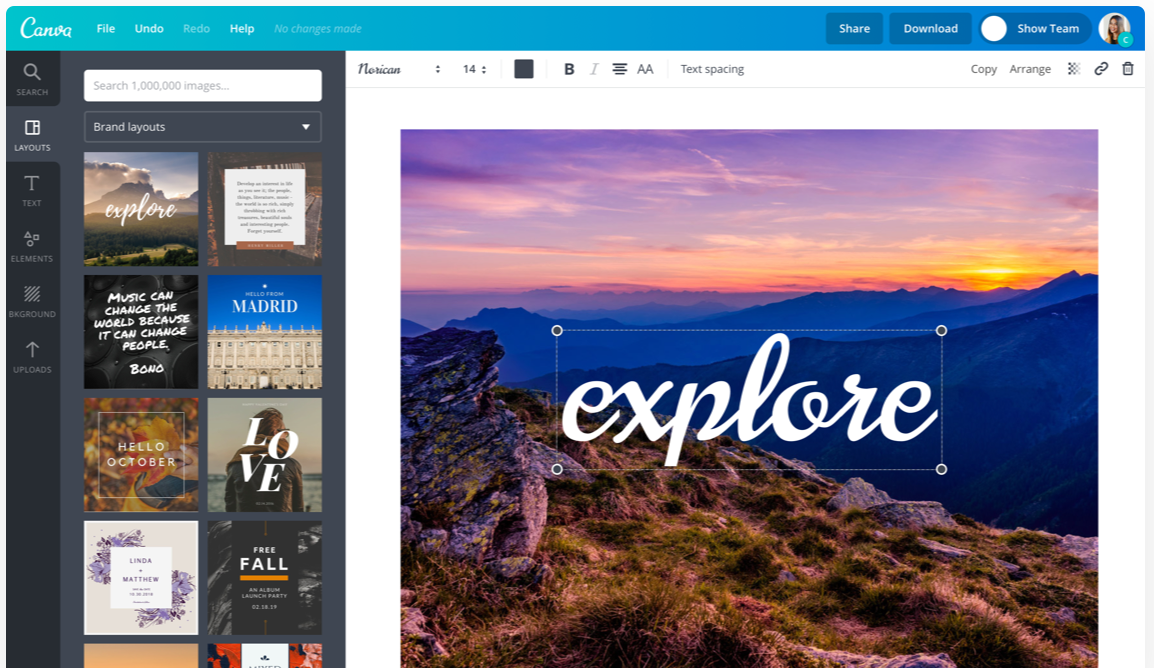 Canva
File Undo Redo Help No changes made
Share Download Show Team
C
SEARCH
LAYOUTS
TEXT
ELEMENTS
BKGROUND
UPLOADS
Search 1,000,000 images...
Brand layouts
Norican 14 B I AA Text spacing
Copy Arrange
explore
Develop an interest in life
as you see it; the people,
things, literature, music—
the world is so rich, simply
throbbing with rich
treasures, beautiful souls
and interesting people.
Forget yourself.
HENRY MILLER
MUSIC CAN
CHANGE THE
WORLD BECAUSE
IT CAN CHANGE
PEOPLE.
BONO
HELLO FROM
MADRID
HELLO
OCTOBER
LO
VE
LINDA
MATTHEW
10.30.2018
FREE
FALL
AN ALBUM
LAUNCH PARTY
02.18.19
explore